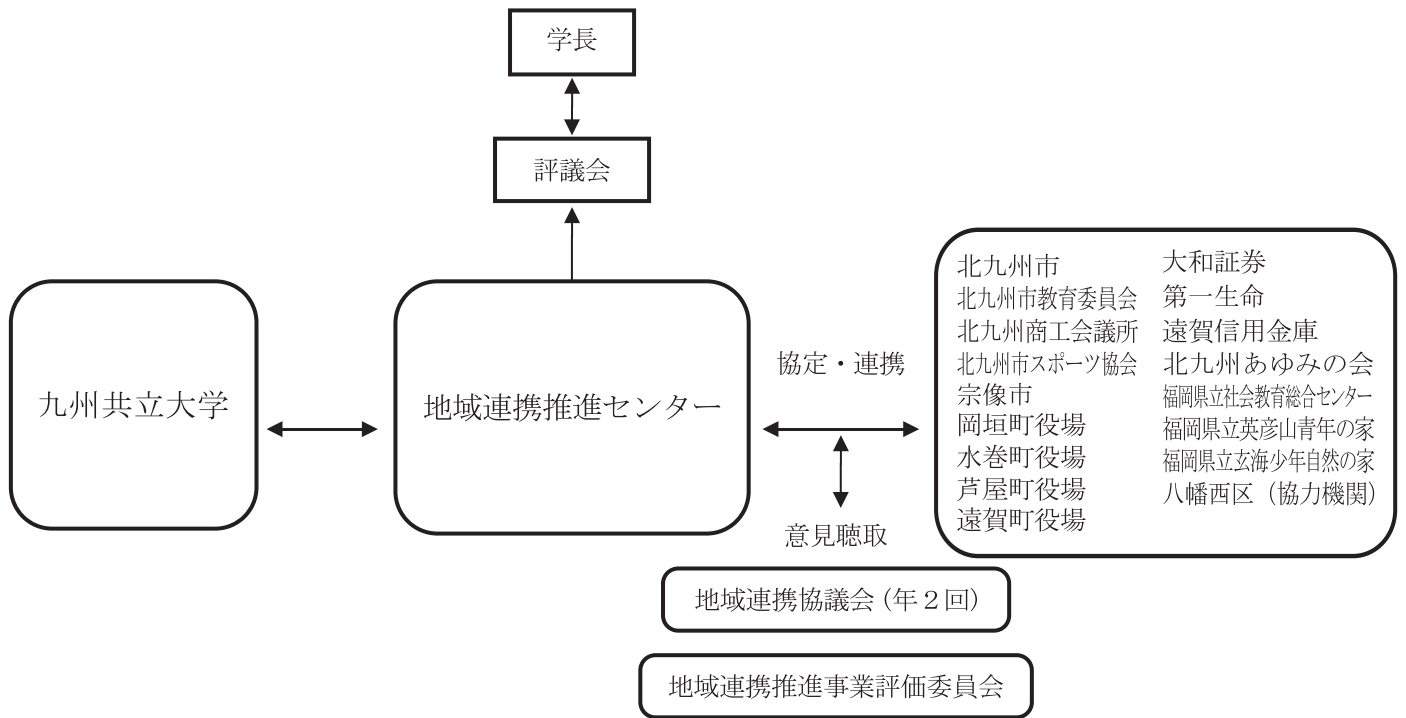 学長
評議会
九州共立大学
地域連携推進センター
協定・連携
意見聴取
北九州市
北九州市教育委員会
北九州商工会議所
北九州市スポーツ協会
宗像市
岡垣町役場
水巻町役場
芦屋町役場
遠賀町役場
大和証券
第一生命
遠賀信用金庫
北九州あゆみの会
福岡県立社会教育総合センター
福岡県立英彦山青年の家
福岡県立玄海少年自然の家
八幡西区（協力機関）
地域連携協議会 (年２回)
地域連携推進事業評価委員会